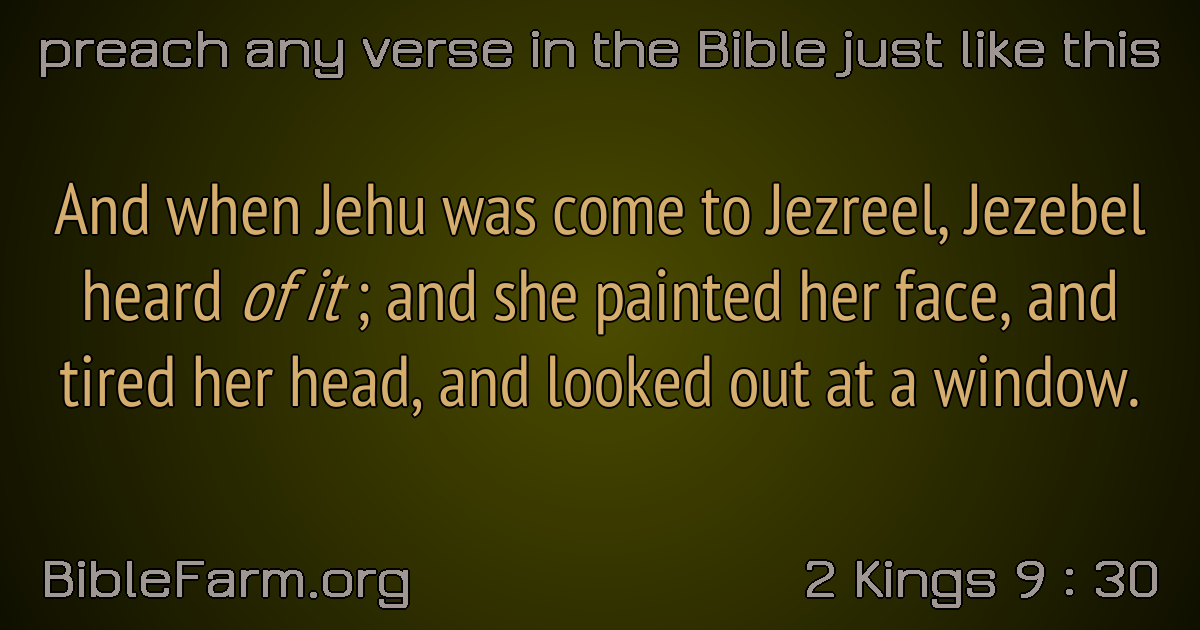 preach any verse in the Bible just like this
And when Jehu was come to Jezreel, Jezebel
heard of it ; and she painted her face, and
tired her head, and looked out at a window.
BibleFarm.org
2 Kings 9 : 30